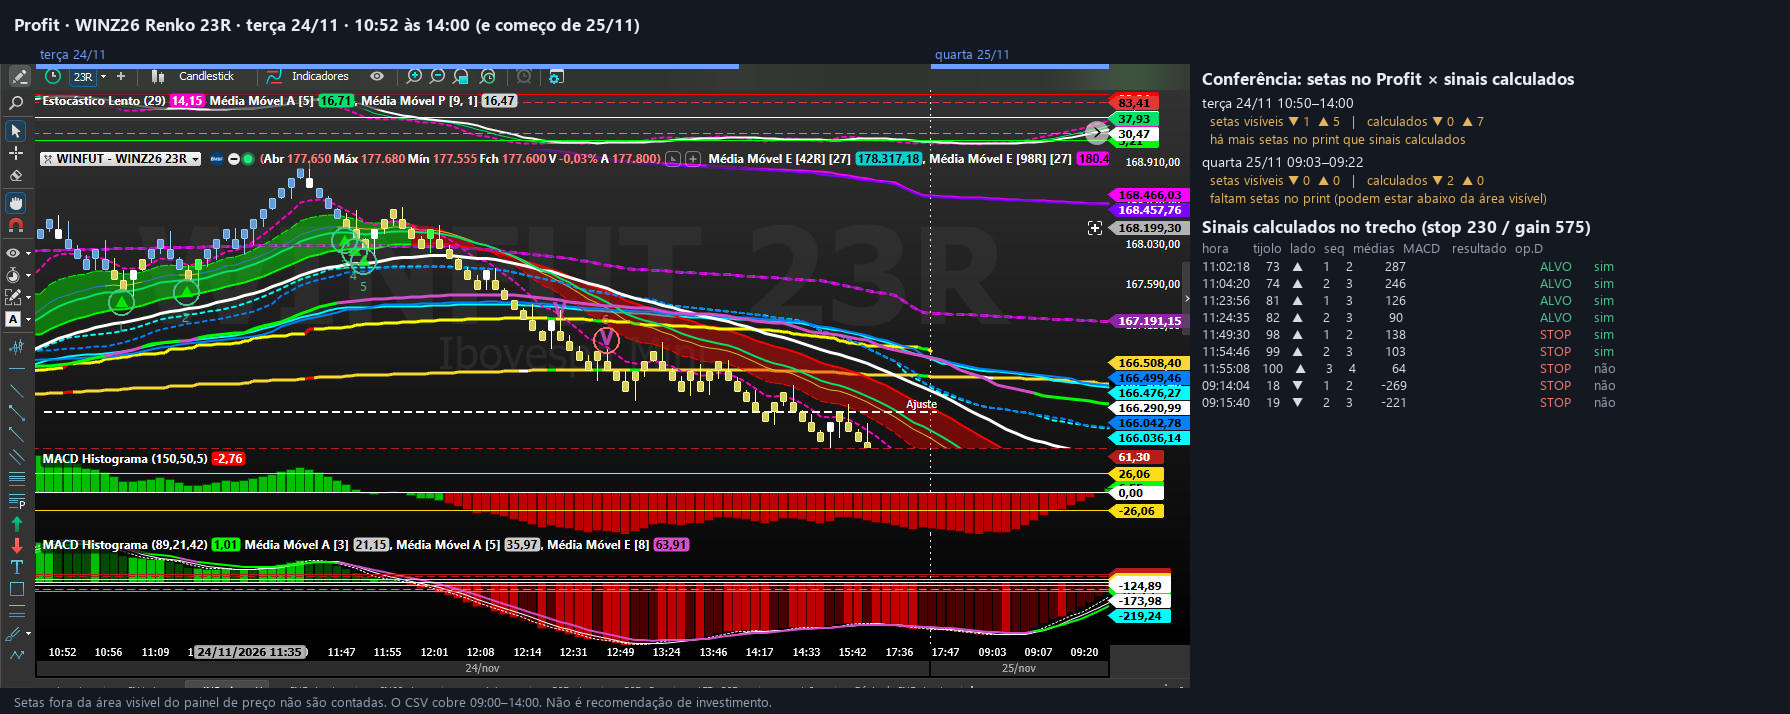 Profit · WINZ26 Renko 23R · terça 24/11 · 10:52 às 14:00 (e começo de 25/11)
terça 24/11
quarta 25/11
23R
Candlestick
Indicadores
Estocástico Lento (29) 14,15 Média Móvel A [5] 16,71, Média Móvel P [9, 1] 16,47
83,41
37,93
30,47
WINFUT - WINZ26 23R (Abr 177.650 Máx 177.680 Mín 177.555 Fch 177.600 V -0,03% A 177.800) Média Móvel E [42R] [27] 178.317,18, Média Móvel E [98R] [27] 180.4
168.910,00
168.466,03
168.457,76
168.199,30
168.030,00
167.590,00
167.191,15
166.508,40
166.499,46
166.476,27
166.290,99
166.042,78
166.036,14
WINFUT 23R
2
4
5
6
Ajuste
MACD Histograma (150,50,5) -2,76
61,30
26,06
0,00
-26,06
MACD Histograma (89,21,42) 1,01 Média Móvel A [3] 21,15, Média Móvel A [5] 35,97, Média Móvel E [8] 63,91
-124,89
-173,98
-219,24
10:52 10:56 11:09 24/11/2026 11:35 11:47 11:55 12:01 12:08 12:14 12:31 12:49 13:24 13:46 14:17 14:33 15:42 17:36 17:47 09:03 09:07 09:20
24/nov 25/nov
Conferência: setas no Profit × sinais calculados
terça 24/11 10:50–14:00
setas visíveis ▼ 1 ▲ 5 | calculados ▼ 0 ▲ 7
há mais setas no print que sinais calculados
quarta 25/11 09:03–09:22
setas visíveis ▼ 0 ▲ 0 | calculados ▼ 2 ▲ 0
faltam setas no print (podem estar abaixo da área visível)
Sinais calculados no trecho (stop 230 / gain 575)
hora tijolo lado seq médias MACD resultado op.D
11:02:18 73 ▲ 1 2 287 ALVO sim
11:04:20 74 ▲ 2 3 246 ALVO sim
11:23:56 81 ▲ 1 3 126 ALVO sim
11:24:35 82 ▲ 2 3 90 ALVO sim
11:49:30 98 ▲ 1 2 138 STOP sim
11:54:46 99 ▲ 2 3 103 STOP sim
11:55:08 100 ▲ 3 4 64 STOP não
09:14:04 18 ▼ 1 2 -269 STOP não
09:15:40 19 ▼ 2 3 -221 STOP não
Setas fora da área visível do painel de preço não são contadas. O CSV cobre 09:00–14:00. Não é recomendação de investimento.